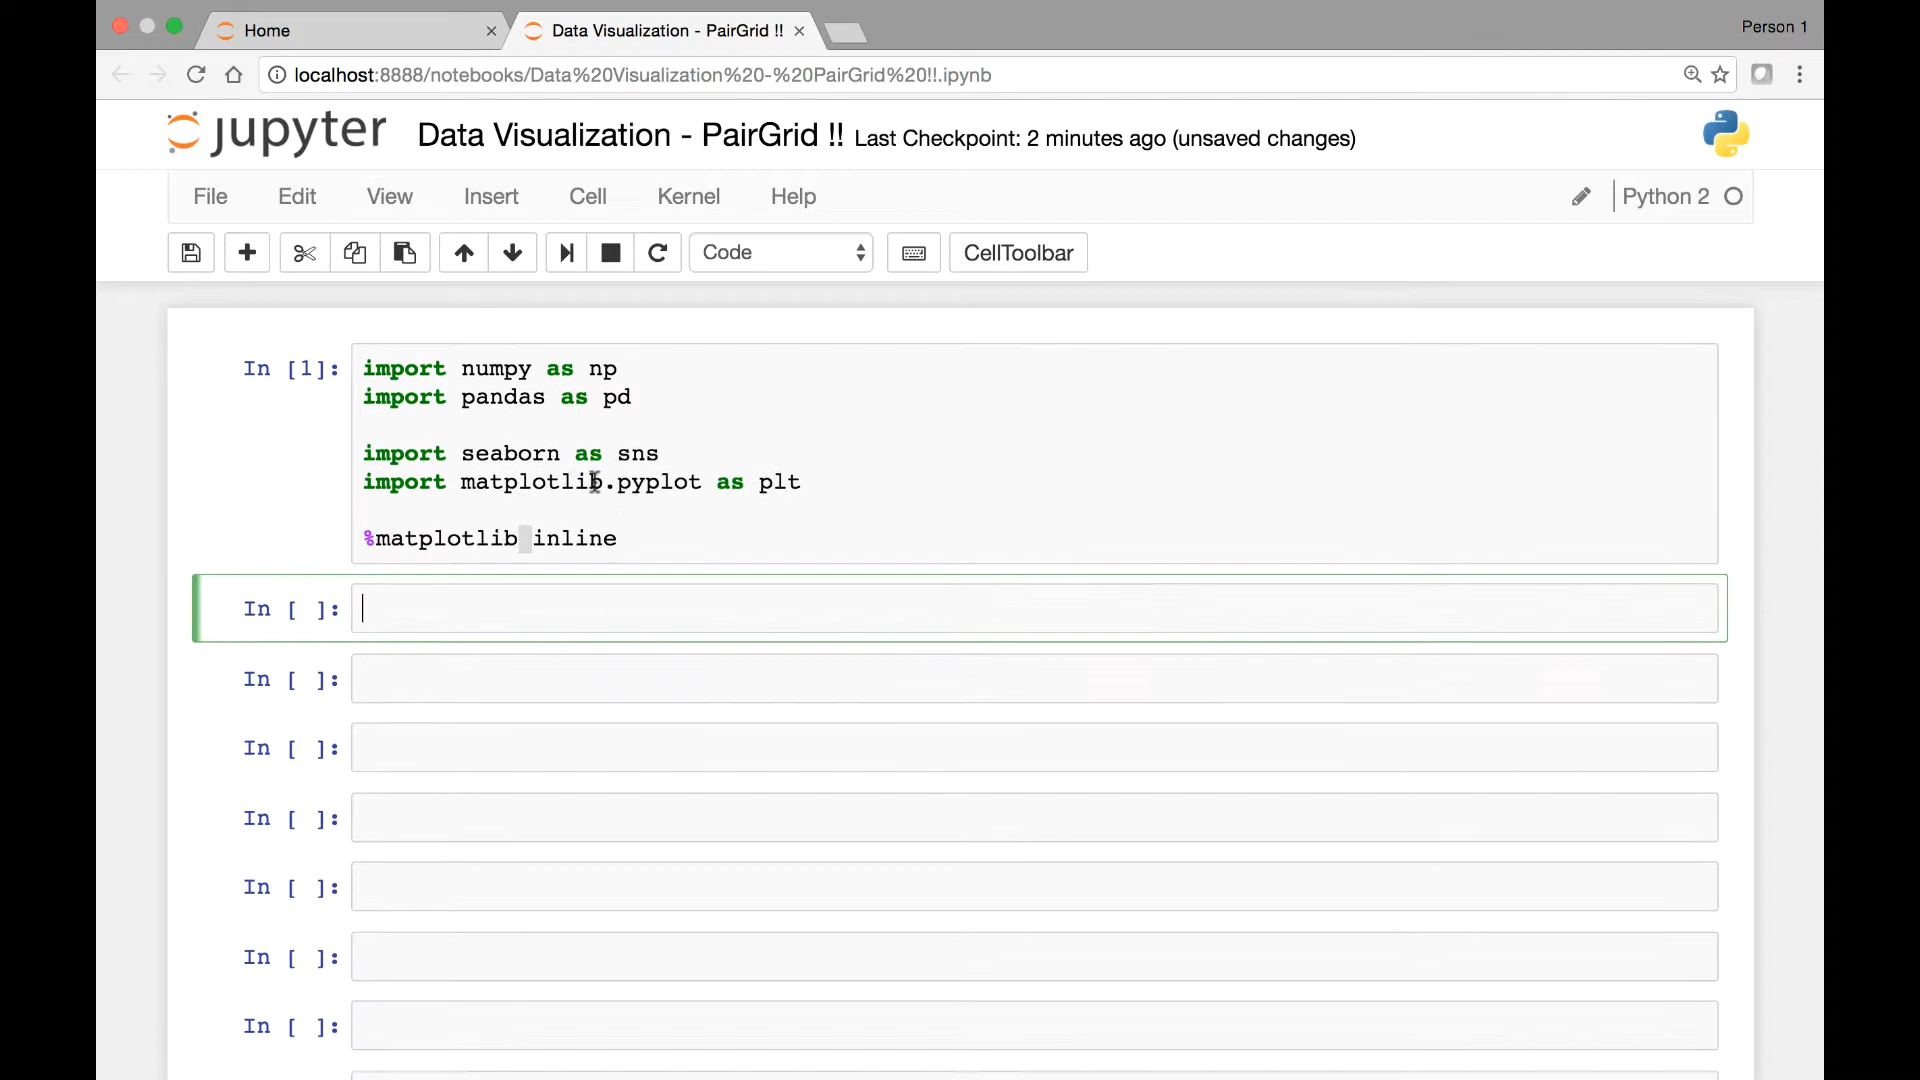 Home
Data Visualization - PairGrid !!
Person 1
localhost:8888/notebooks/Data%20Visualization%20-%20PairGrid%20!!.ipynb
jupyter Data Visualization - PairGrid !! Last Checkpoint: 2 minutes ago (unsaved changes)
File Edit View Insert Cell Kernel Help Python 2
Code CellToolbar
In [1]: import numpy as np
import pandas as pd
import seaborn as sns
import matplotlib.pyplot as plt
%matplotlib inline
In [ ]:
In [ ]:
In [ ]:
In [ ]:
In [ ]:
In [ ]:
In [ ]: